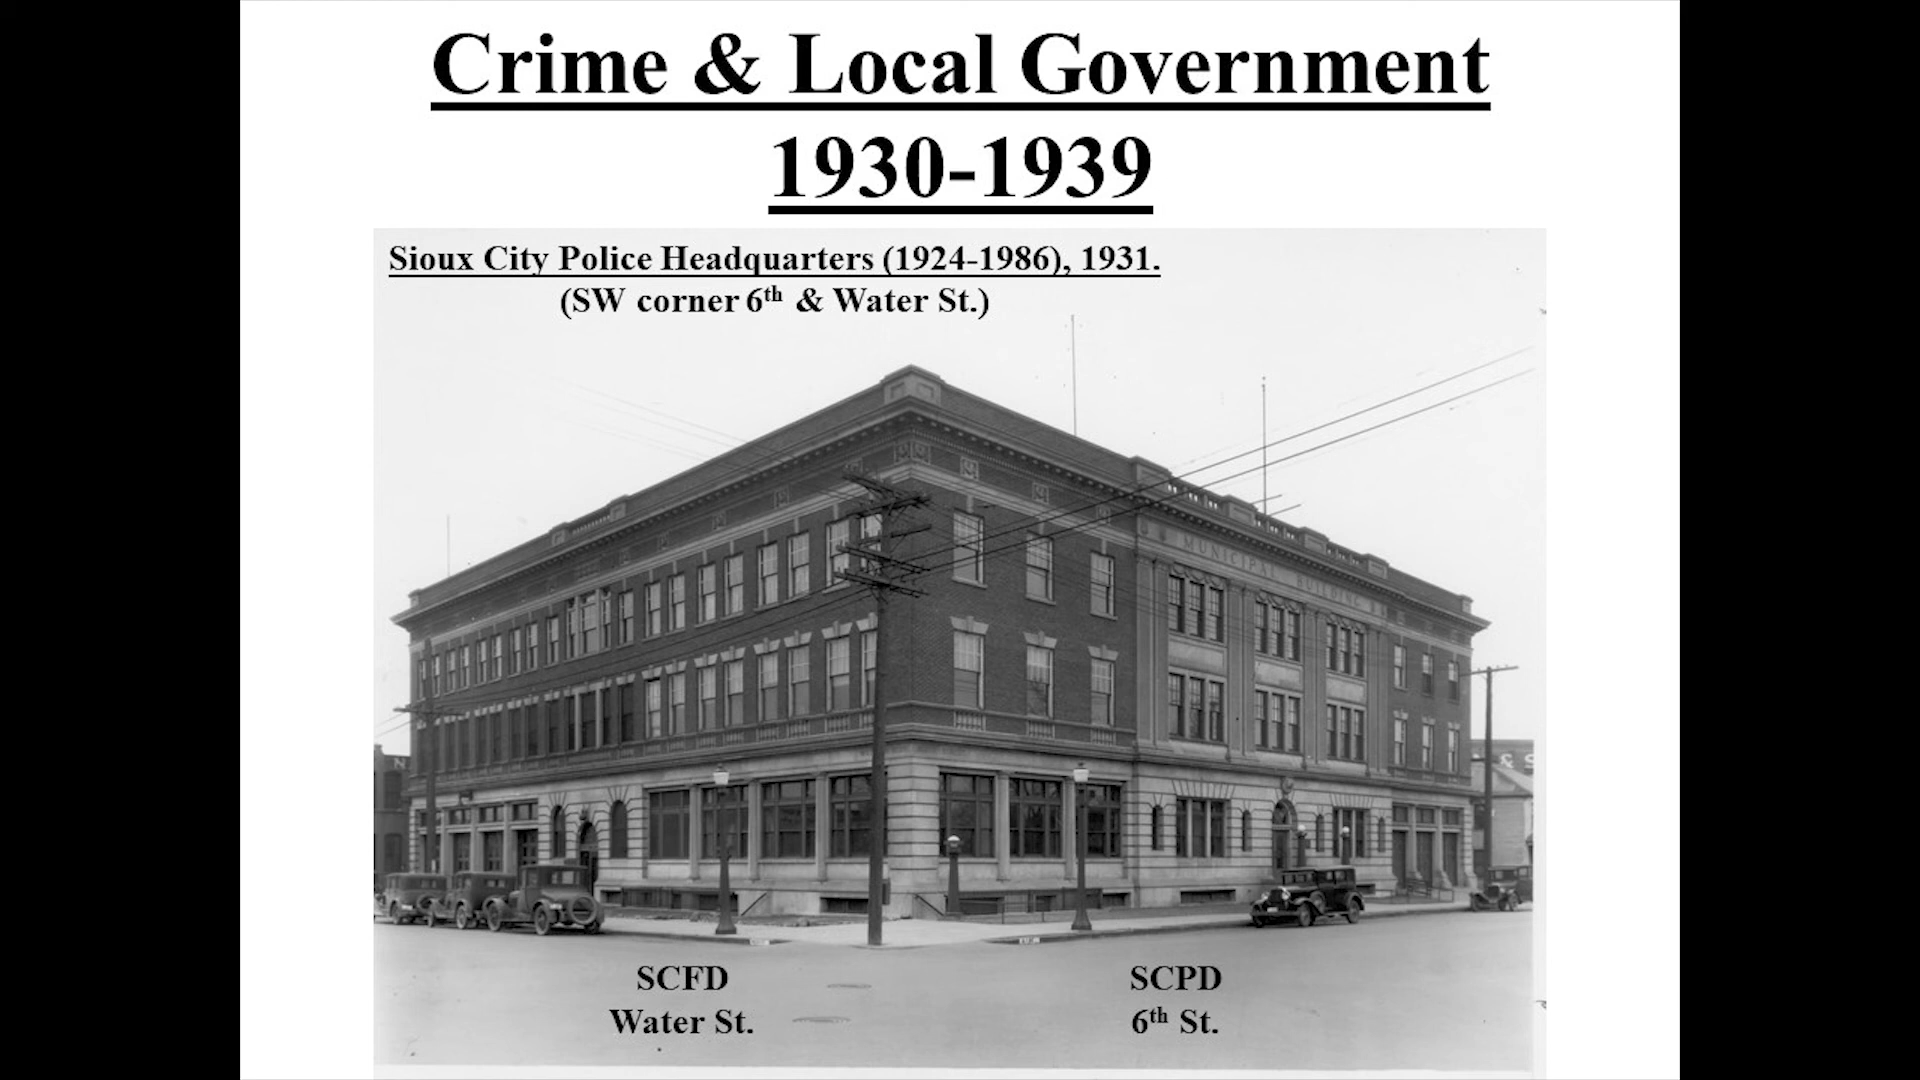 Crime & Local Government
1930-1939
Sioux City Police Headquarters (1924-1986), 1931.
(SW corner 6th & Water St.)
MUNICIPAL BUILDING
N
& S
SCFD
Water St.
SCPD
6th St.